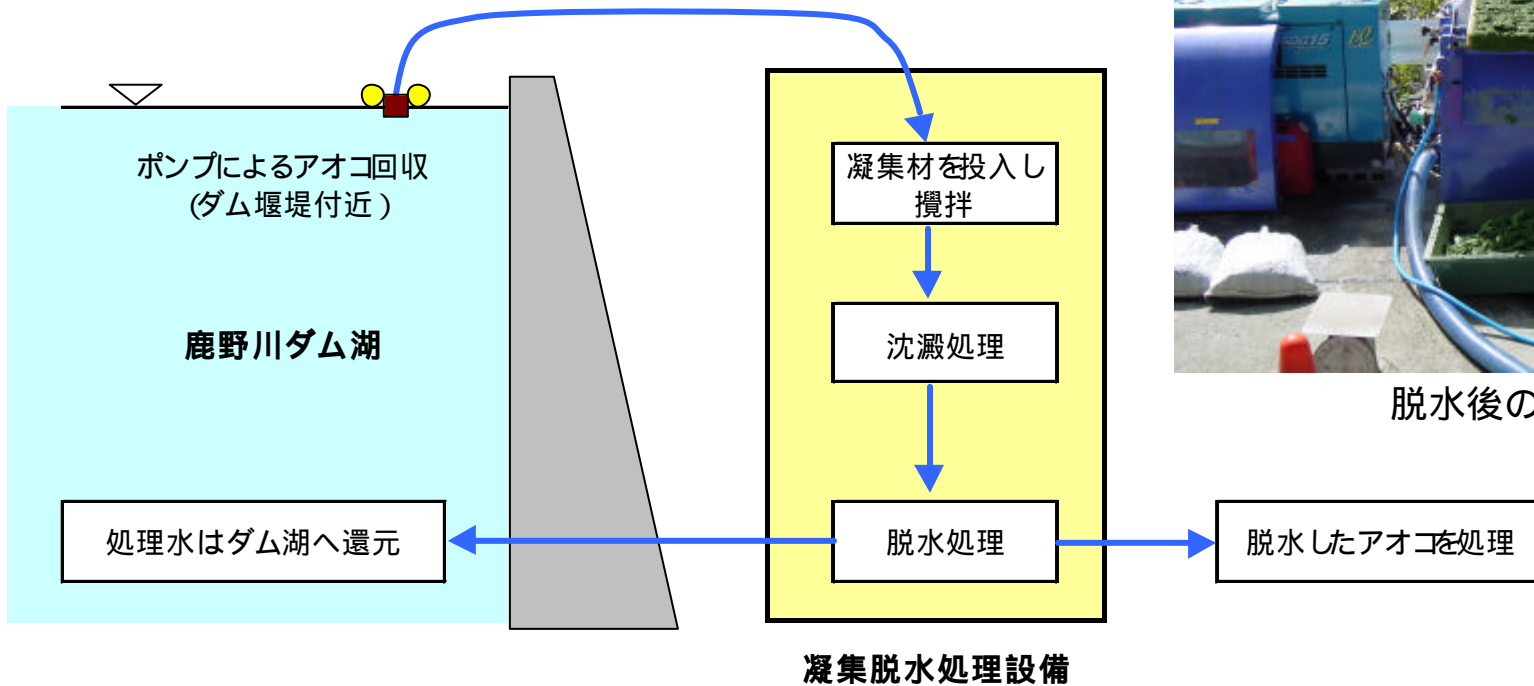 ポンプによるアオコ回収
(ダム堰堤付近)
鹿野川ダム湖
処理水はダム湖へ還元
凝集材を投入し
攪拌
沈澱処理
脱水処理
凝集脱水処理設備
脱水後の
脱水したアオコを処理